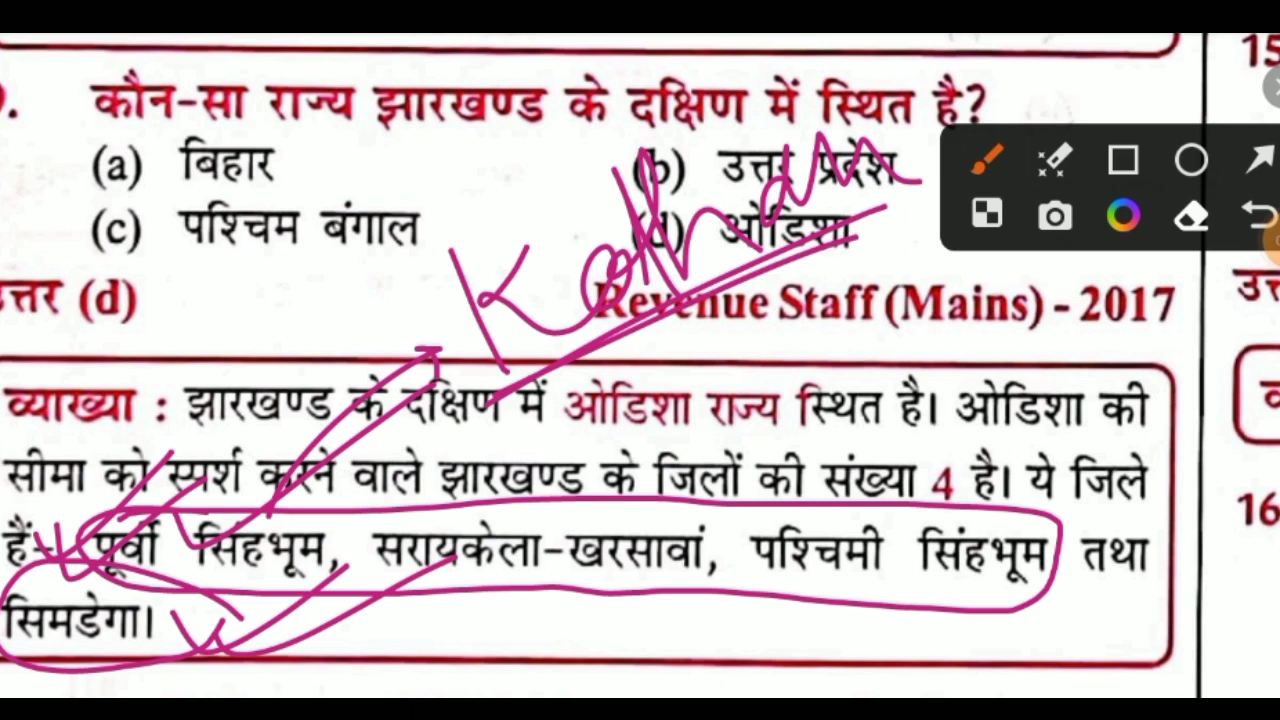 कौन-सा राज्य झारखण्ड के दक्षिण में स्थित है?
(a) बिहार (b) उत्तर प्रदेश
(c) पश्चिम बंगाल (d) ओडिशा
उत्तर (d) Revenue Staff (Mains) - 2017
Kolhan
व्याख्या : झारखण्ड के दक्षिण में ओडिशा राज्य स्थित है। ओडिशा की
सीमा को स्पर्श करने वाले झारखण्ड के जिलों की संख्या 4 है। ये जिले
हैं- पूर्वी सिंहभूम, सरायकेला-खरसावां, पश्चिमी सिंहभूम तथा
सिमडेगा।
15
16